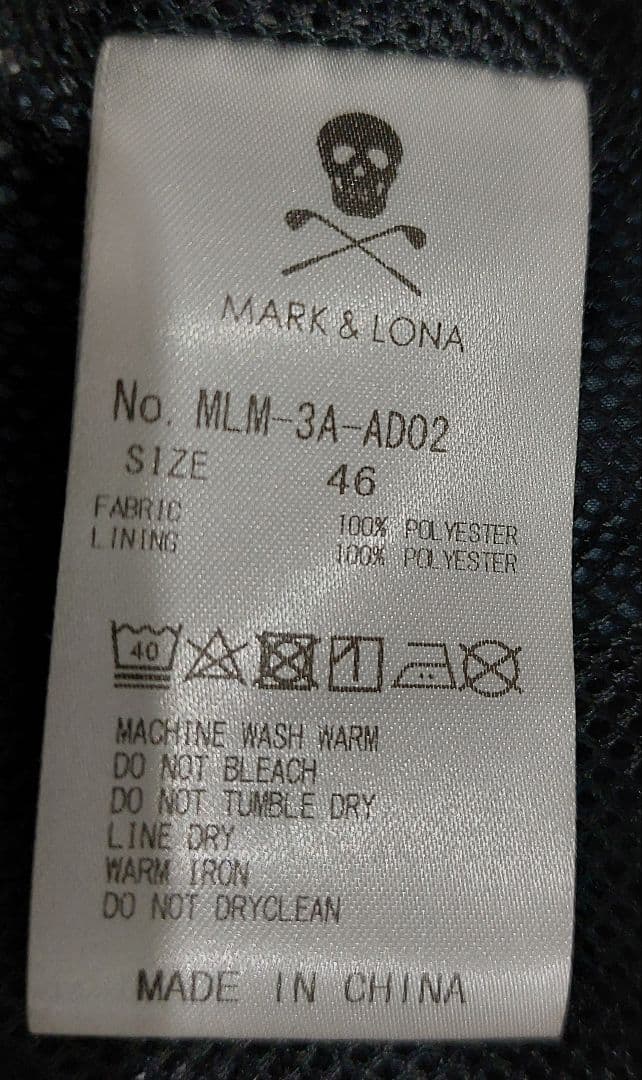 MARK & LONA
No. MLM-3A-AD02
SIZE 46
FABRIC 100% POLYESTER
LINING 100% POLYESTER
40
MACHINE WASH WARM
DO NOT BLEACH
DO NOT TUMBLE DRY
LINE DRY
WARM IRON
DO NOT DRYCLEAN
MADE IN CHINA